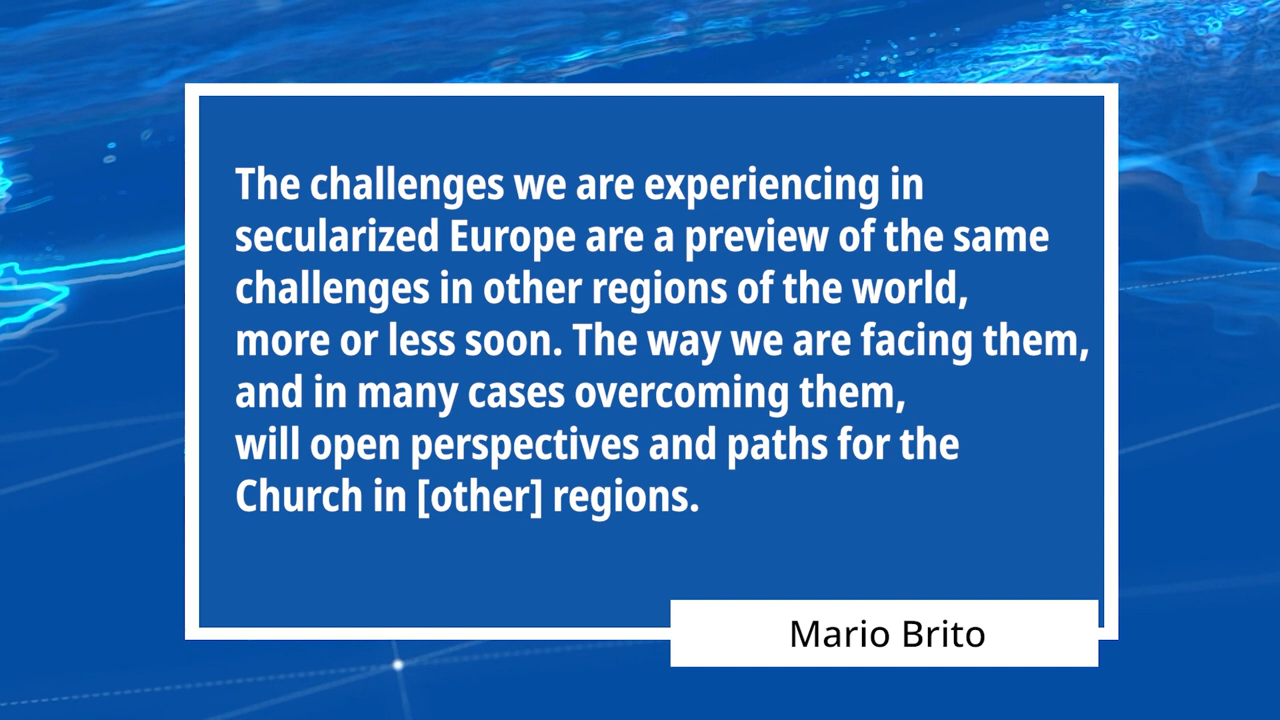 The challenges we are experiencing in
secularized Europe are a preview of the same
challenges in other regions of the world,
more or less soon. The way we are facing them,
and in many cases overcoming them,
will open perspectives and paths for the
Church in [other] regions.
Mario Brito